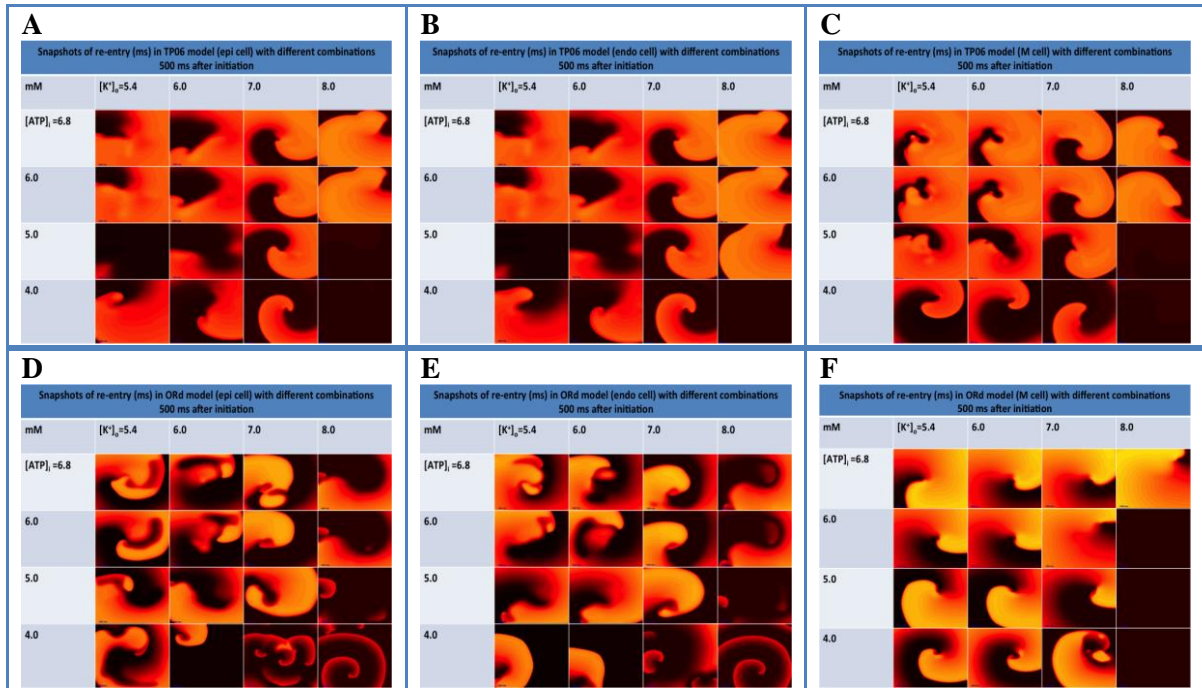 A
Snapshots of re-entry (ms) in TP06 model (epi cell) with different combinations
500 ms after initiation
mM [K⁺]ₒ=5.4 6.0 7.0 8.0
[ATP]ᵢ =6.8
6.0
5.0
4.0
B
Snapshots of re-entry (ms) in TP06 model (endo cell) with different combinations
500 ms after initiation
mM [K⁺]ₒ=5.4 6.0 7.0 8.0
[ATP]ᵢ =6.8
6.0
5.0
4.0
C
Snapshots of re-entry (ms) in TP06 model (M cell) with different combinations
500 ms after initiation
mM [K⁺]ₒ=5.4 6.0 7.0 8.0
[ATP]ᵢ =6.8
6.0
5.0
4.0
D
Snapshots of re-entry (ms) in ORd model (epi cell) with different combinations
500 ms after initiation
mM [K⁺]ₒ=5.4 6.0 7.0 8.0
[ATP]ᵢ =6.8
6.0
5.0
4.0
E
Snapshots of re-entry (ms) in ORd model (endo cell) with different combinations
500 ms after initiation
mM [K⁺]ₒ=5.4 6.0 7.0 8.0
[ATP]ᵢ =6.8
6.0
5.0
4.0
F
Snapshots of re-entry (ms) in ORd model (M cell) with different combinations
500 ms after initiation
mM [K⁺]ₒ=5.4 6.0 7.0 8.0
[ATP]ᵢ =6.8
6.0
5.0
4.0